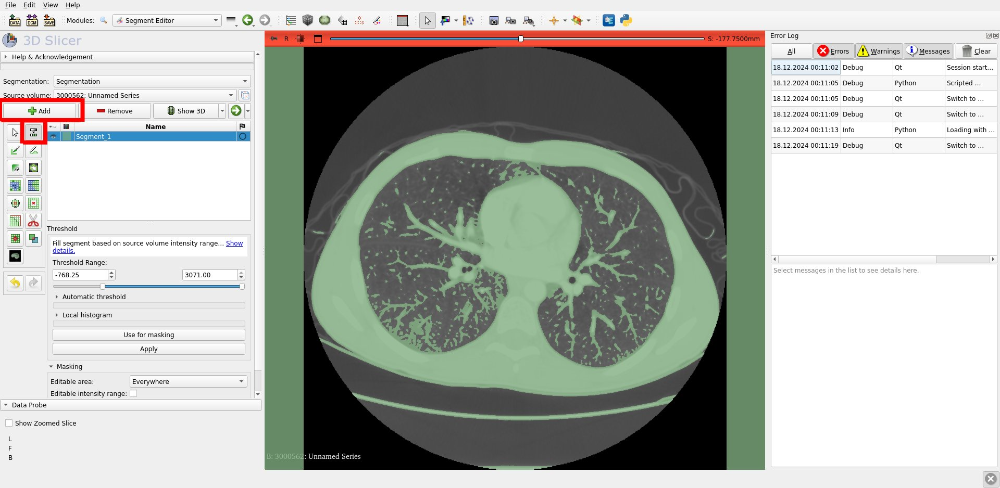 File Edit View Help
DATA DCM SAVE Modules: Segment Editor
3D Slicer
Help & Acknowledgement
Segmentation: Segmentation
Source volume: 3000562: Unnamed Series
Add Remove Show 3D
Name
Segment_1
Threshold
Fill segment based on source volume intensity range... Show
details.
Threshold Range:
-768.25 3071.00
Automatic threshold
Local histogram
Use for masking
Apply
Masking
Editable area: Everywhere
Editable intensity range:
Data Probe
Show Zoomed Slice
L
F
B
R S: -177.7500mm
B: 3000562: Unnamed Series
Error Log
All Errors Warnings Messages Clear
18.12.2024 00:11:02 Debug Qt Session start...
18.12.2024 00:11:05 Debug Python Scripted ...
18.12.2024 00:11:05 Debug Qt Switch to ...
18.12.2024 00:11:09 Debug Qt Switch to ...
18.12.2024 00:11:13 Info Python Loading with ...
18.12.2024 00:11:19 Debug Qt Switch to ...
Select messages in the list to see details here.